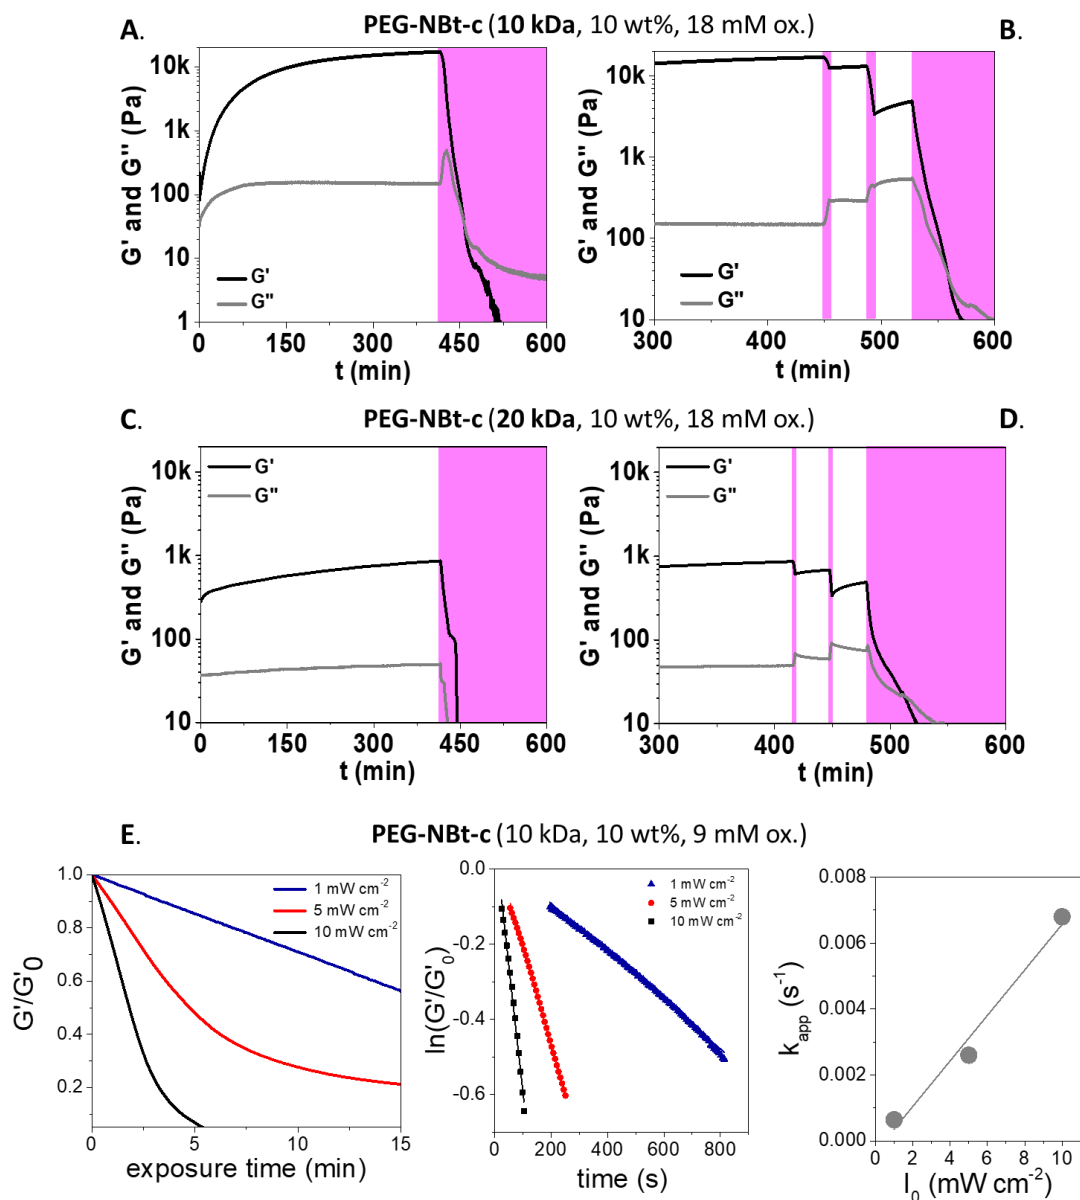 A.
PEG-NBt-c (10 kDa, 10 wt%, 18 mM ox.)
B.
G' and G" (Pa)
10k
1k
100
10
1
G'
G"
0
150
300
450
600
t (min)
G' and G" (Pa)
10k
1k
100
10
G'
G"
300
400
500
600
t (min)
C.
PEG-NBt-c (20 kDa, 10 wt%, 18 mM ox.)
D.
G' and G" (Pa)
10k
1k
100
10
G'
G"
0
150
300
450
600
t (min)
G' and G" (Pa)
10k
1k
100
10
G'
G"
300
400
500
600
t (min)
E.
PEG-NBt-c (10 kDa, 10 wt%, 9 mM ox.)
G'/G'0
1.0
0.8
0.6
0.4
0.2
1 mW cm-2
5 mW cm-2
10 mW cm-2
0
5
10
15
exposure time (min)
ln(G'/G'0)
0.0
-0.2
-0.4
-0.6
1 mW cm-2
5 mW cm-2
10 mW cm-2
0
200
400
600
800
time (s)
kapp (s-1)
0.008
0.006
0.004
0.002
0.000
0
2
4
6
8
10
I0 (mW cm-2)